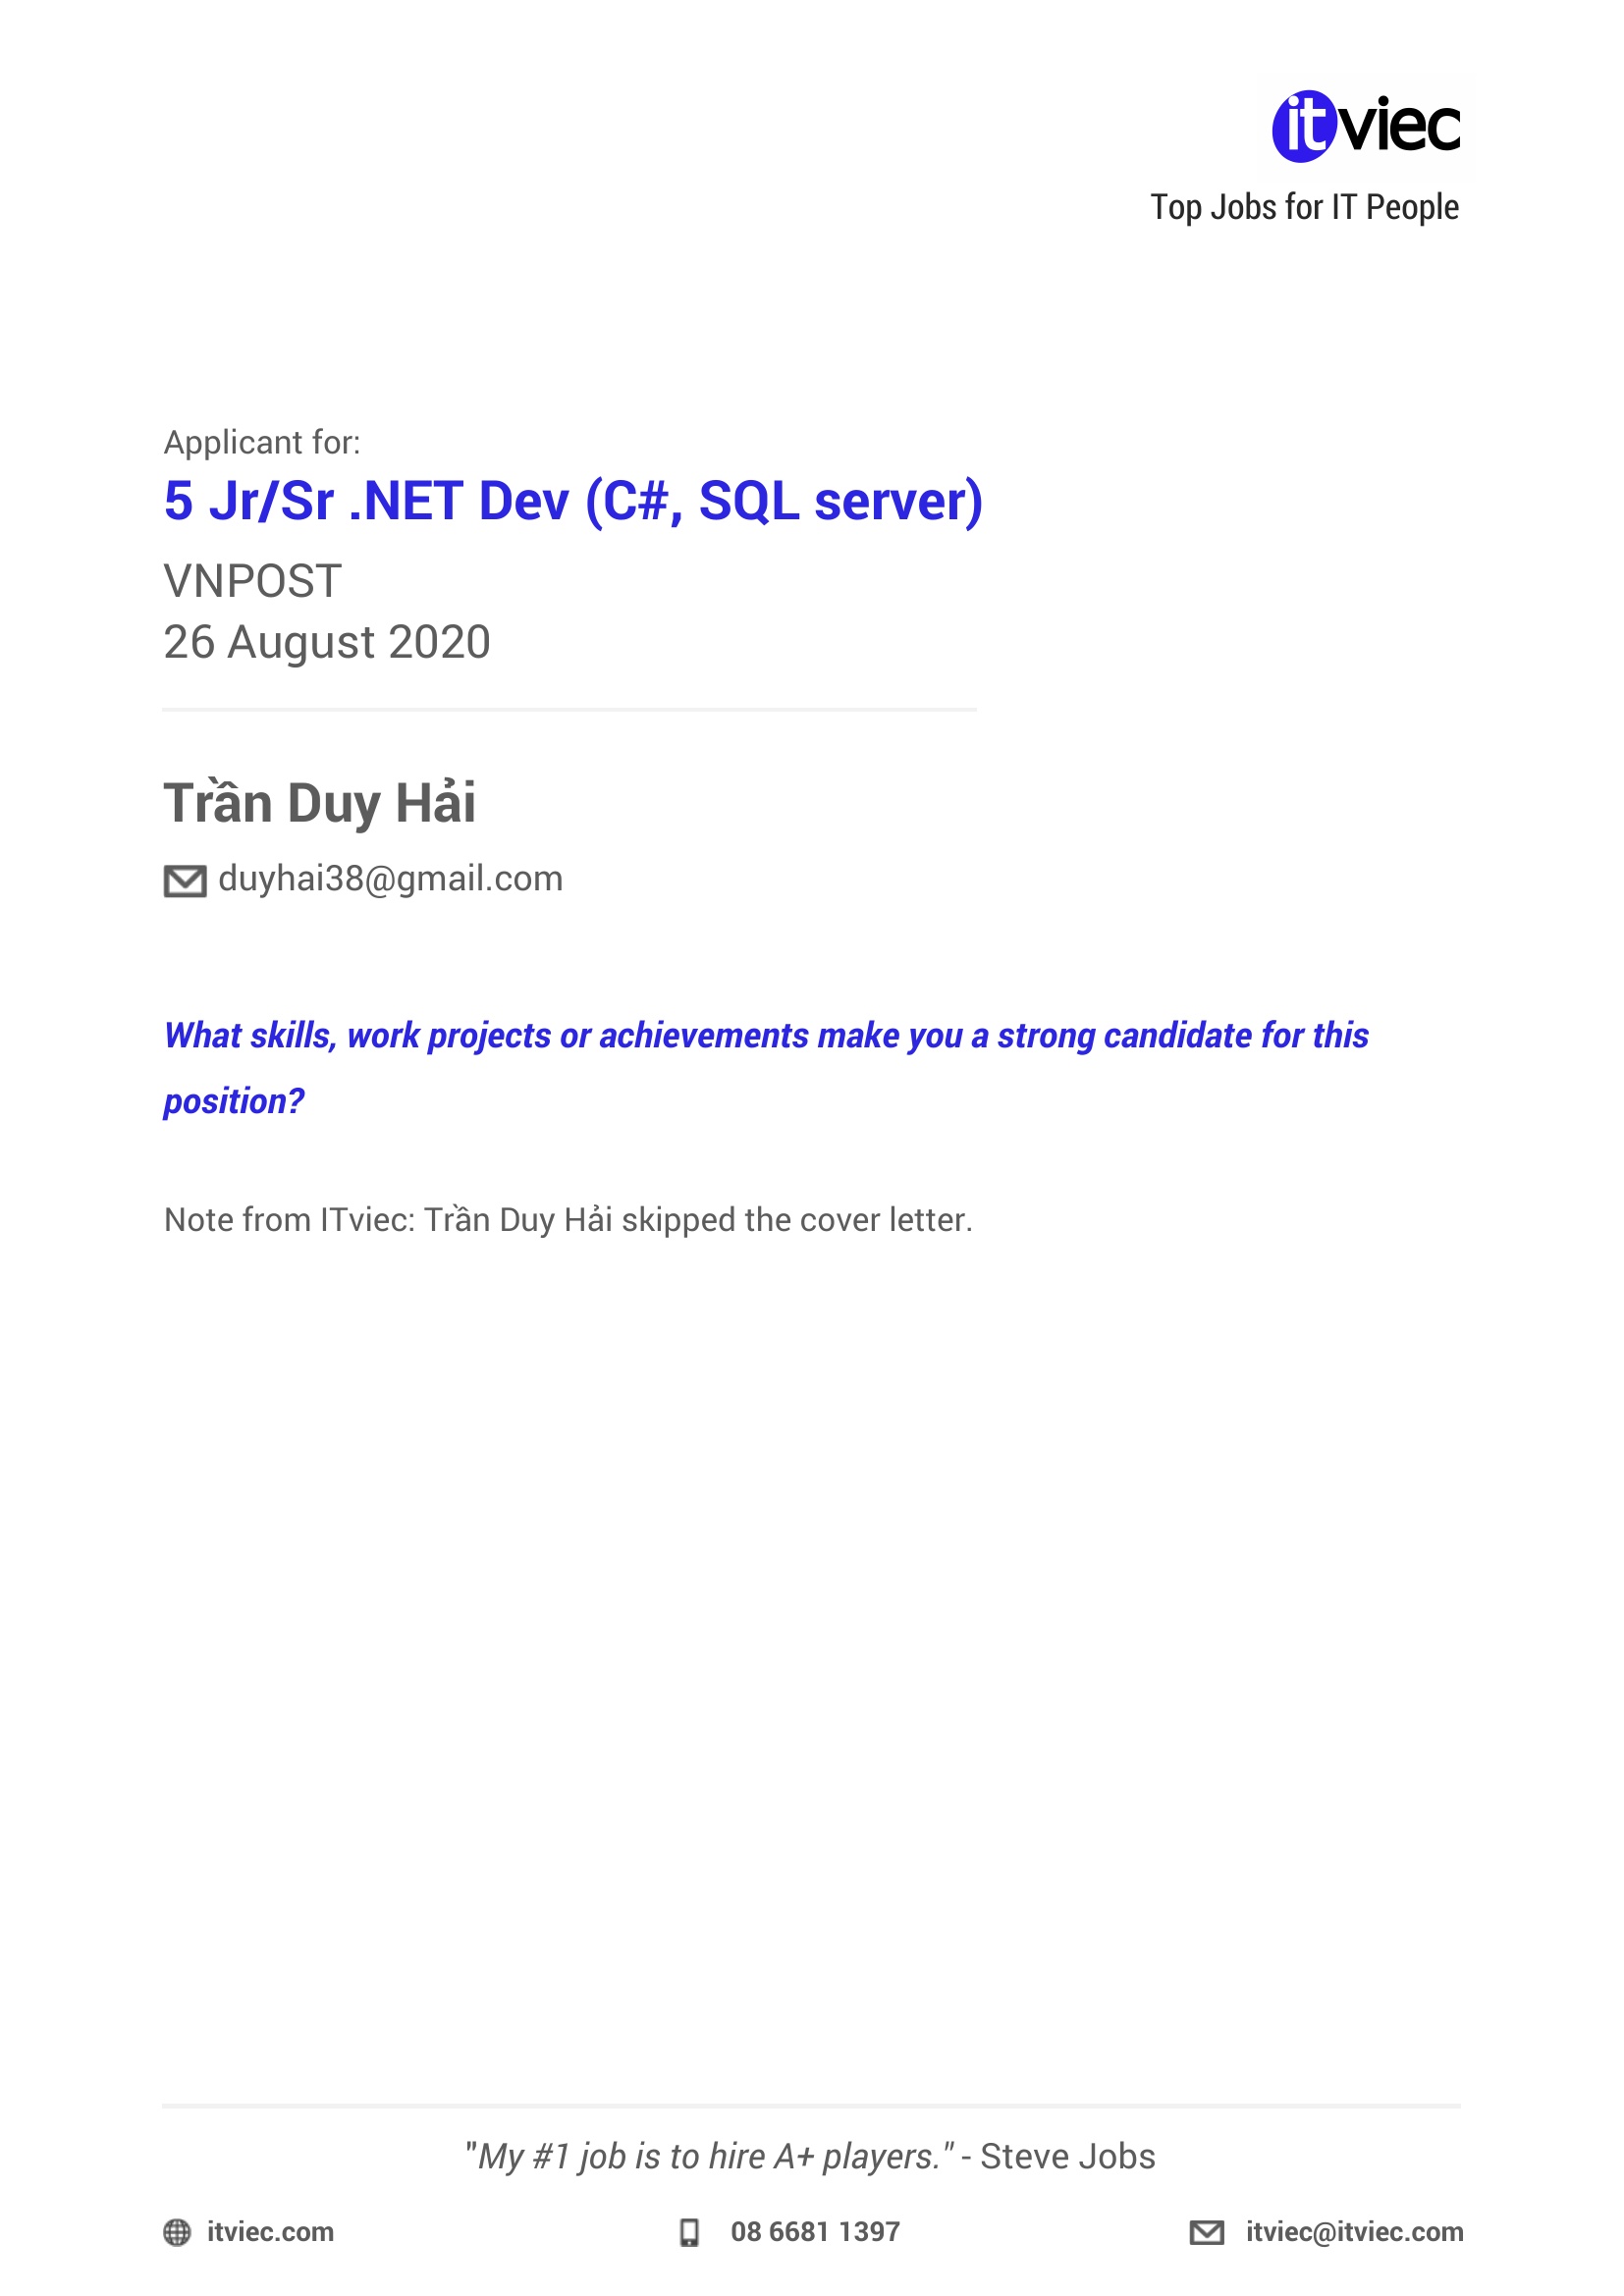 itviec
Top Jobs for IT People
Applicant for:
5 Jr/Sr .NET Dev (C#, SQL server)
VNPOST
26 August 2020
Trần Duy Hải
duyhai38@gmail.com
What skills, work projects or achievements make you a strong candidate for this
position?
Note from ITviec: Trần Duy Hải skipped the cover letter.
"My #1 job is to hire A+ players." - Steve Jobs
itviec.com 08 6681 1397 itviec@itviec.com